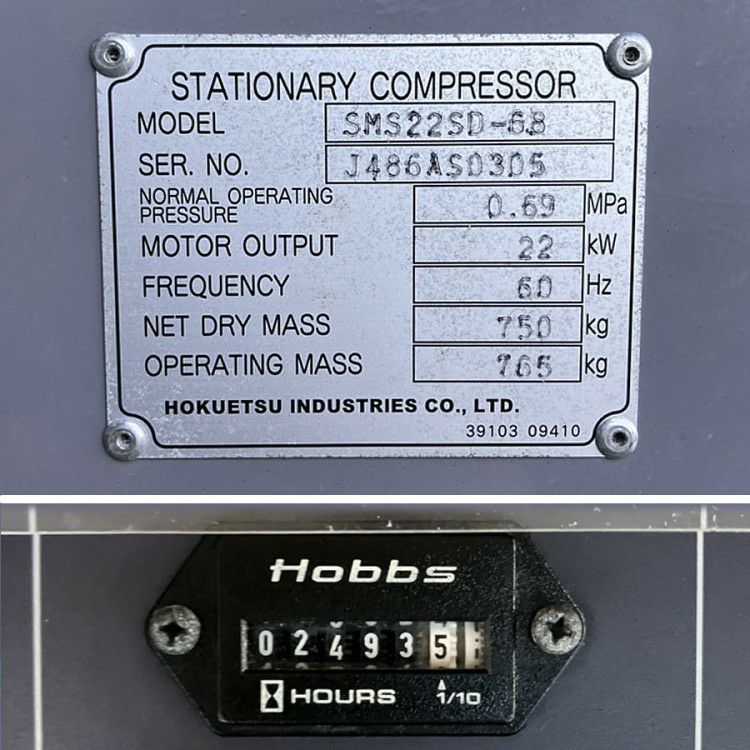 STATIONARY COMPRESSOR
MODEL SMS22SD-6B
SER. NO. J486AS0305
NORMAL OPERATING
PRESSURE 0.69 MPa
MOTOR OUTPUT 22 kW
FREQUENCY 60 Hz
NET DRY MASS 750 kg
OPERATING MASS 765 kg
HOKUETSU INDUSTRIES CO., LTD.
39103 09410
Hobbs
024935
HOURS 1/10